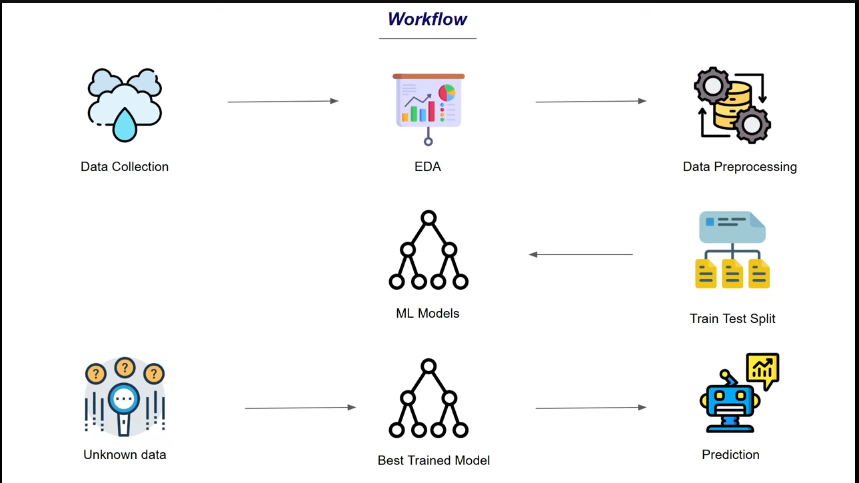 Workflow
Data Collection
EDA
Data Preprocessing
ML Models
Train Test Split
? ? ?
Unknown data
Best Trained Model
Prediction